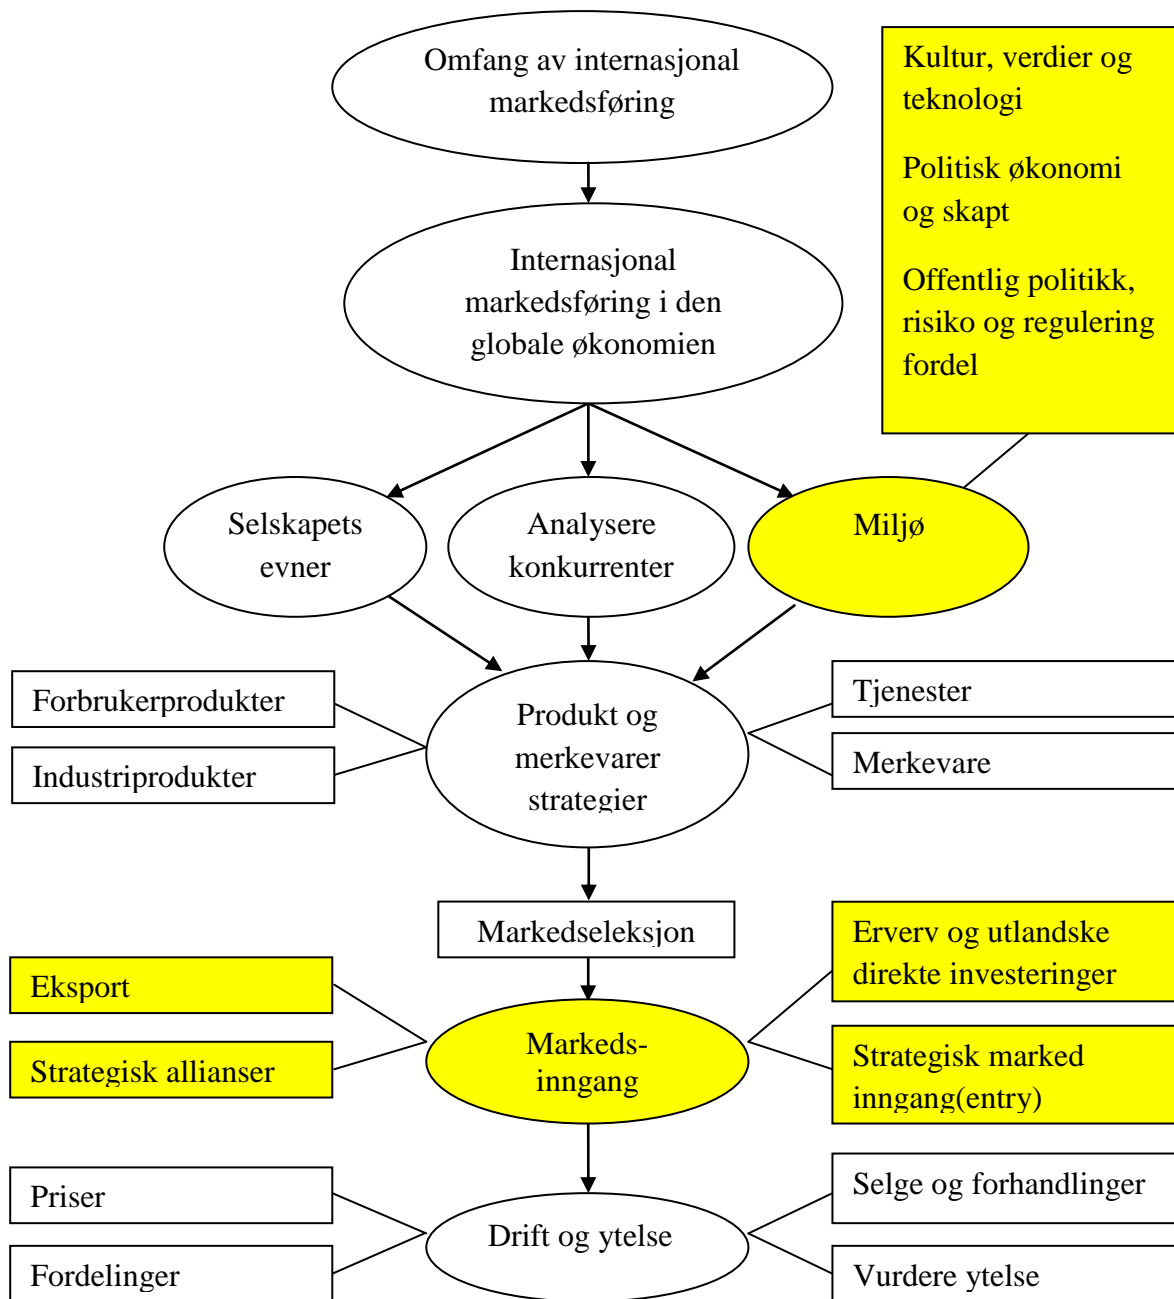 Omfang av internasjonal
markedsføring
Kultur, verdier og
teknologi
Politisk økonomi
og skapt
Offentlig politikk,
risiko og regulering
fordel
Internasjonal
markedsføring i den
globale økonomien
Selskapets
evner
Analysere
konkurrenter
Miljø
Forbrukerprodukter
Industriprodukter
Produkt og
merkevarer
strategier
Tjenester
Merkevare
Markedseleksjon
Eksport
Strategisk allianser
Markeds-
inngang
Erverv og utlandske
direkte investeringer
Strategisk marked
inngang(entry)
Priser
Fordelinger
Drift og ytelse
Selge og forhandlinger
Vurdere ytelse